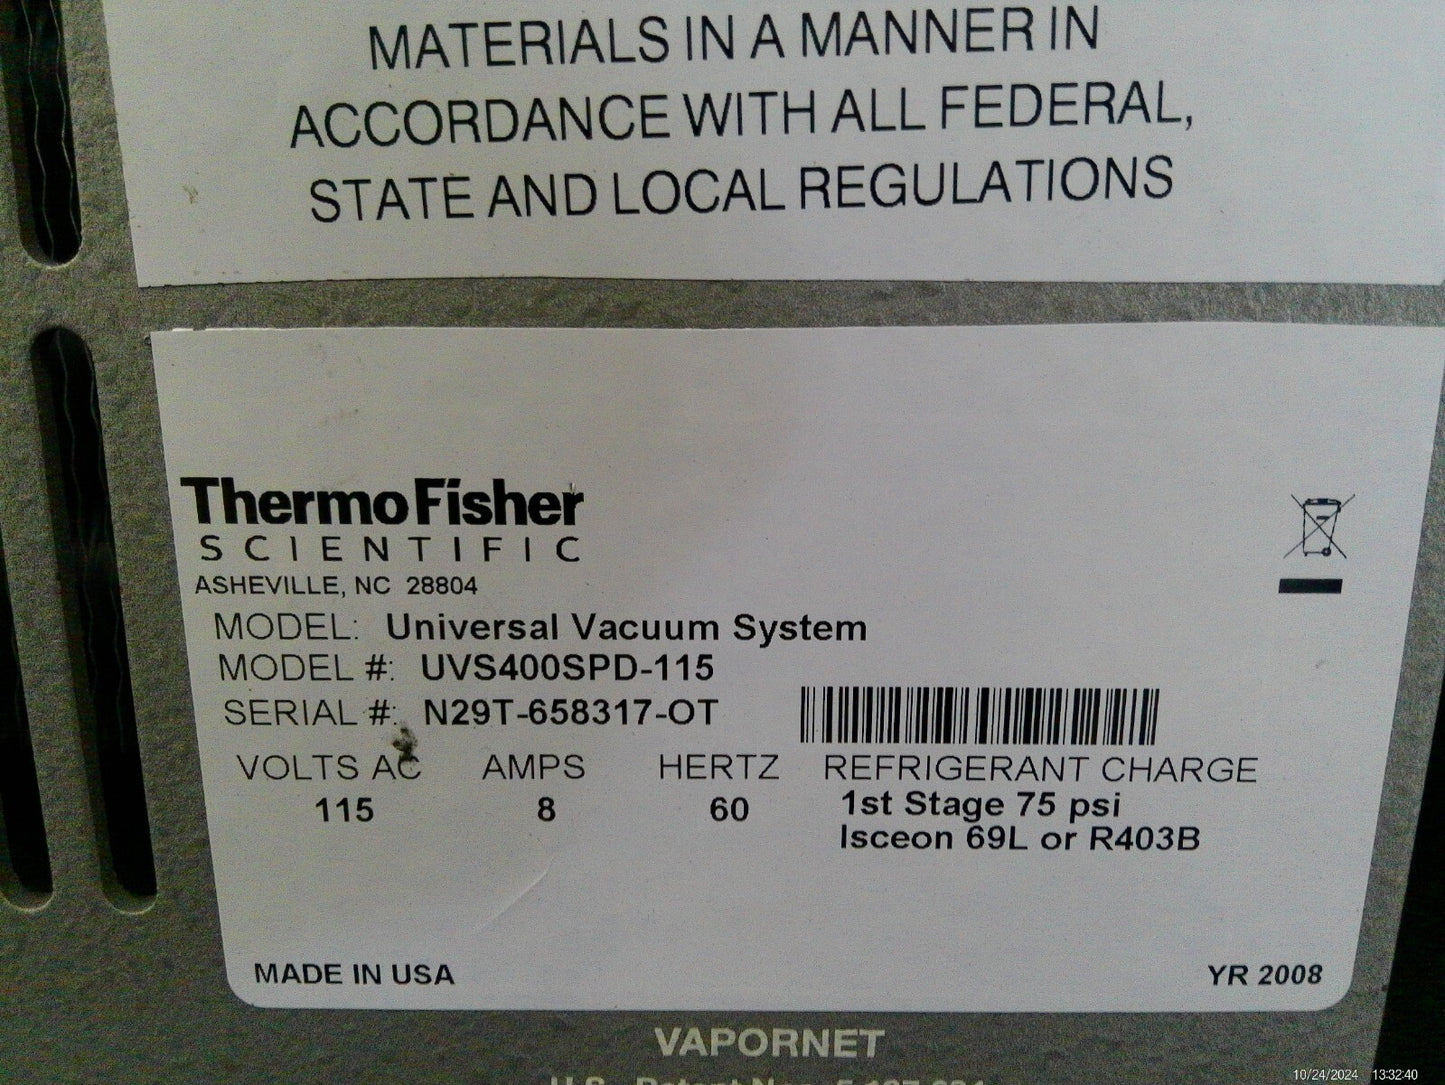 MATERIALS IN A MANNER IN
ACCORDANCE WITH ALL FEDERAL,
STATE AND LOCAL REGULATIONS
ThermoFisher
SCIENTIFIC
ASHEVILLE, NC 28804
MODEL: Universal Vacuum System
MODEL #: UVS400SPD-115
SERIAL #: N29T-658317-OT
VOLTS AC AMPS HERTZ REFRIGERANT CHARGE
115 8 60 1st Stage 75 psi
Isceon 69L or R403B
MADE IN USA YR 2008
VAPORNET
10/24/2024 13:32:40